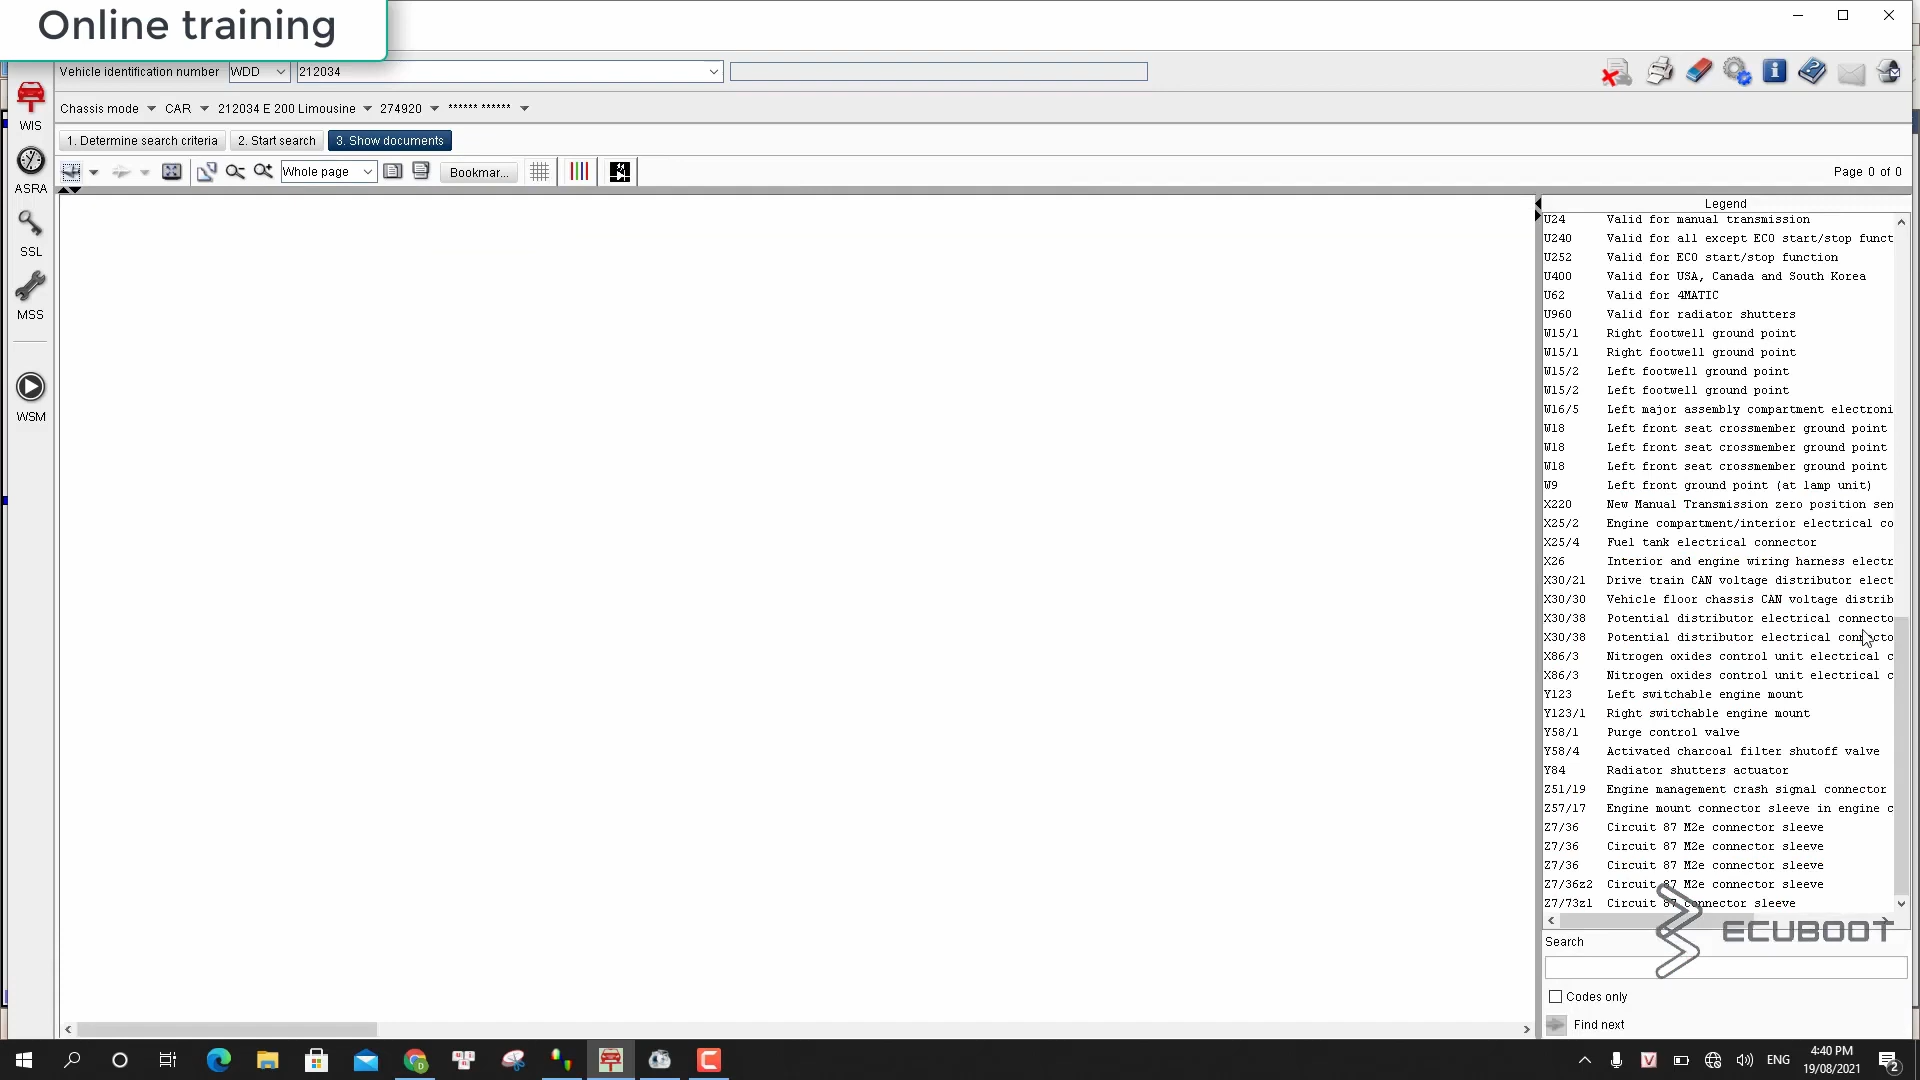 Online training
Vehicle identification number WDD 212034
Chassis mode CAR 212034 E 200 Limousine 274920 ****** ******
1. Determine search criteria 2. Start search 3. Show documents
Whole page Bookmar... Page 0 of 0
WIS
ASRA
SSL
MSS
WSM
Legend
U24 Valid for manual transmission
U240 Valid for all except ECO start/stop funct
U252 Valid for ECO start/stop function
U400 Valid for USA, Canada and South Korea
U62 Valid for 4MATIC
U960 Valid for radiator shutters
W15/1 Right footwell ground point
W15/1 Right footwell ground point
W15/2 Left footwell ground point
W15/2 Left footwell ground point
W16/5 Left major assembly compartment electroni
W18 Left front seat crossmember ground point
W18 Left front seat crossmember ground point
W18 Left front seat crossmember ground point
W9 Left front ground point (at lamp unit)
X220 New Manual Transmission zero position sen
X25/2 Engine compartment/interior electrical co
X25/4 Fuel tank electrical connector
X26 Interior and engine wiring harness electr
X30/21 Drive train CAN voltage distributor elect
X30/30 Vehicle floor chassis CAN voltage distrib
X30/38 Potential distributor electrical connecto
X30/38 Potential distributor electrical connecto
X86/3 Nitrogen oxides control unit electrical c
X86/3 Nitrogen oxides control unit electrical c
Y123 Left switchable engine mount
Y123/1 Right switchable engine mount
Y58/1 Purge control valve
Y58/4 Activated charcoal filter shutoff valve
Y84 Radiator shutters actuator
Z51/19 Engine management crash signal connector
Z57/17 Engine mount connector sleeve in engine c
Z7/36 Circuit 87 M2e connector sleeve
Z7/36 Circuit 87 M2e connector sleeve
Z7/36 Circuit 87 M2e connector sleeve
Z7/36z2 Circuit 87 M2e connector sleeve
Z7/73z1 Circuit 87 connector sleeve
ECUBOOT
Search
Codes only
Find next
ENG
4:40 PM
19/08/2021
2